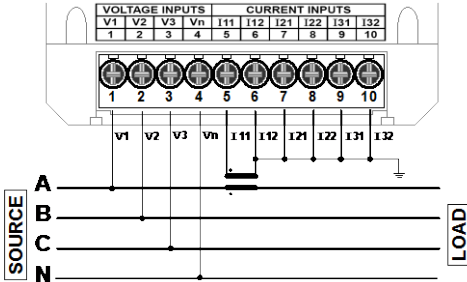 VOLTAGE INPUTS CURRENT INPUTS
V1 V2 V3 Vn I11 I12 I21 I22 I31 I32
1 2 3 4 5 6 7 8 9 10
1 2 3 4 5 6 7 8 9 10
V1 V2 V3 Vn I11 I12 I21 I22 I31 I32
SOURCE
A
B
C
N
LOAD